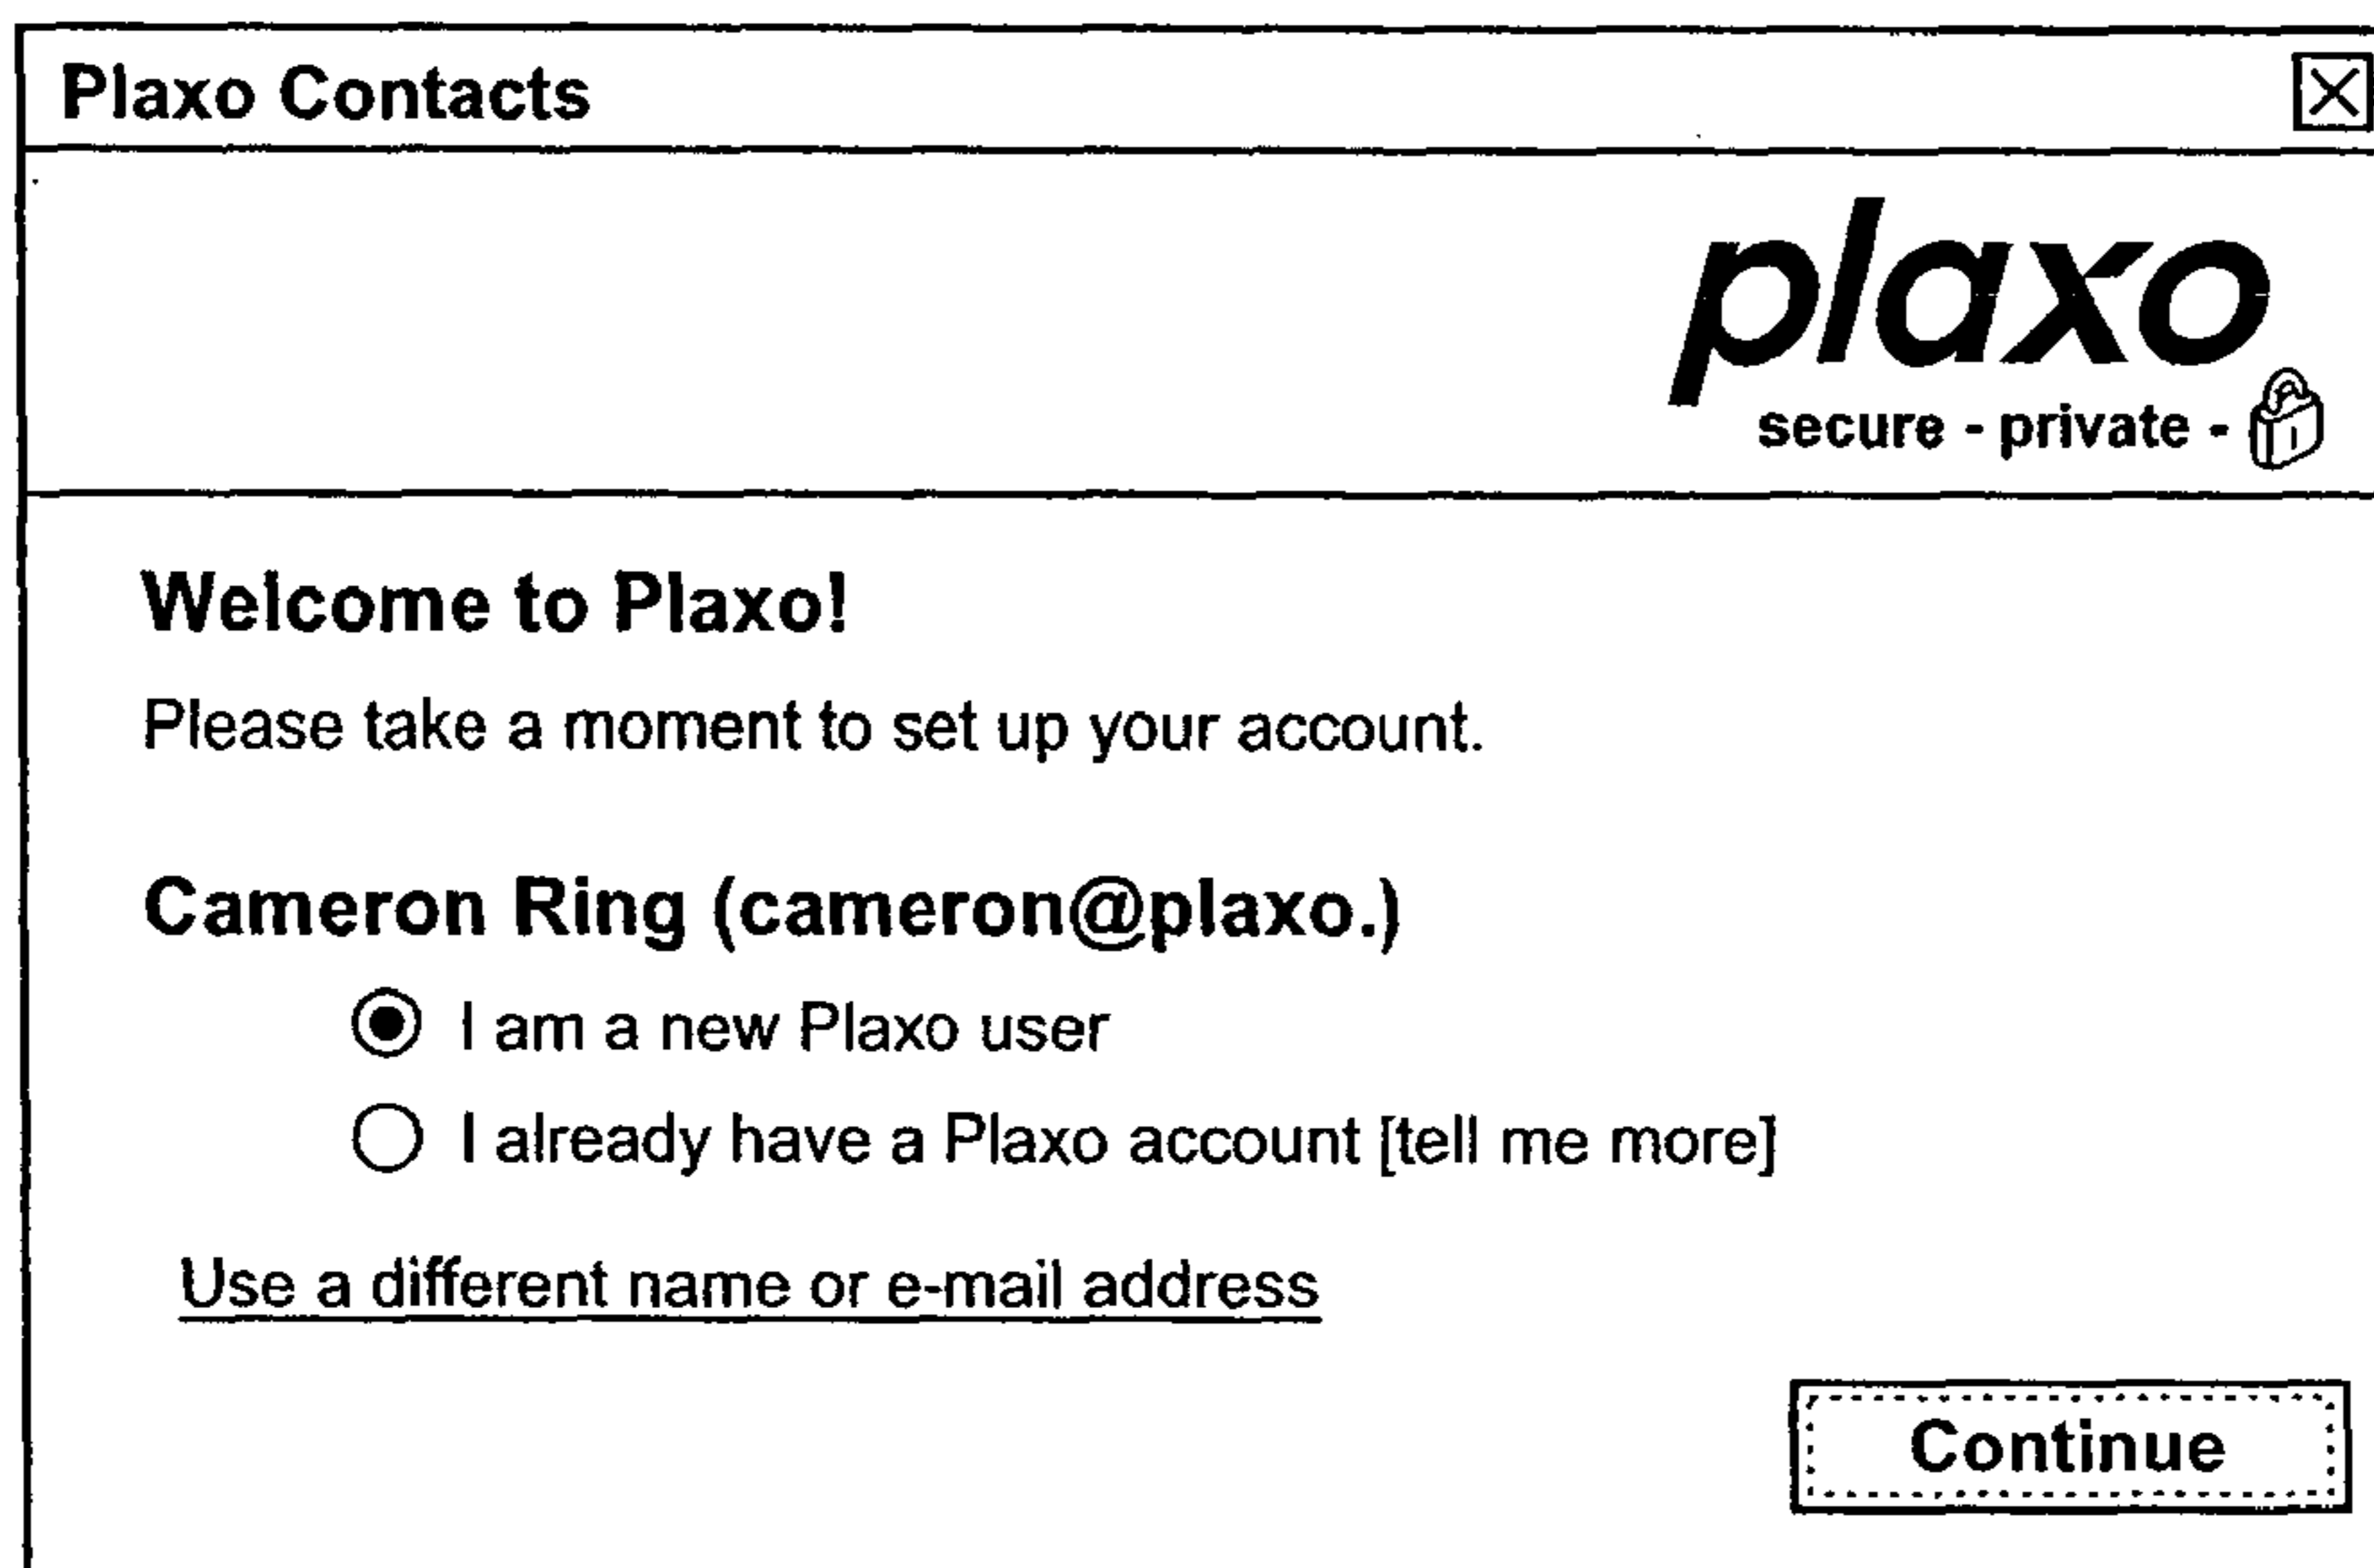 Plaxo Contacts
plaxo
secure - private -
Welcome to Plaxo!
Please take a moment to set up your account.
Cameron Ring (cameron@plaxo.)
I am a new Plaxo user
I already have a Plaxo account [tell me more]
Use a different name or e-mail address
Continue